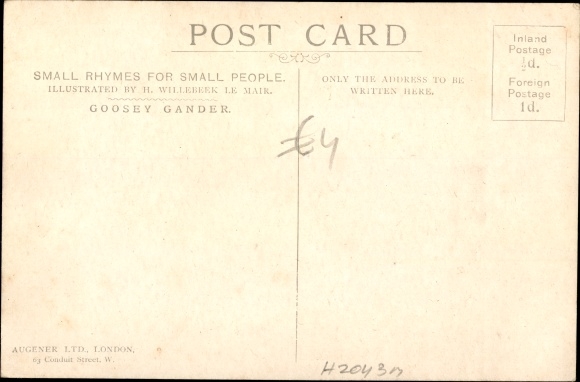 POST CARD
SMALL RHYMES FOR SMALL PEOPLE.
ILLUSTRATED BY H. WILLEBEEK LE MAIR.
GOOSEY GANDER.
ONLY THE ADDRESS TO BE
WRITTEN HERE.
Inland
Postage
½d.
Foreign
Postage
1d.
€4
AUGENER LTD., LONDON,
63 Conduit Street, W.